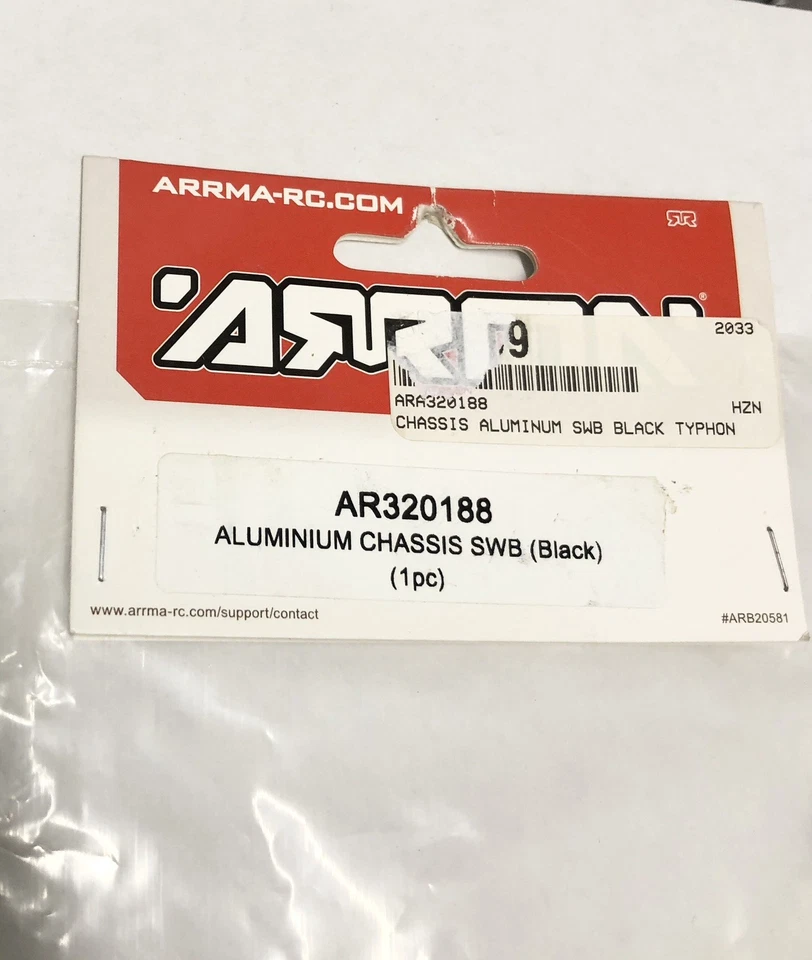 ARRMA-RC.COM
2033
9
ARA320188
HZN
CHASSIS ALUMINUM SWB BLACK TYPHON
AR320188
ALUMINIUM CHASSIS SWB (Black)
(1pc)
www.arrma-rc.com/support/contact
#ARB20581